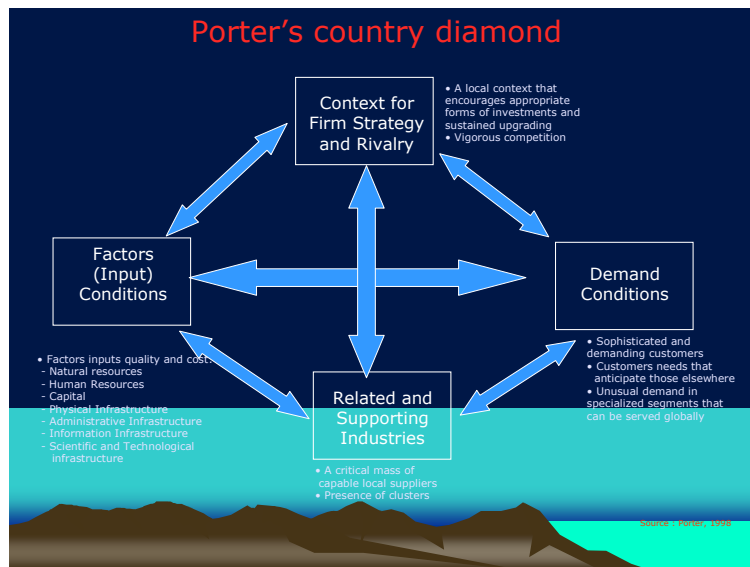 Porter's country diamond
Context for
Firm Strategy
and Rivalry
• A local context that
encourages appropriate
forms of investments and
sustained upgrading
• Vigorous competition
Factors
(Input)
Conditions
Demand
Conditions
• Factors inputs quality and cost:
- Natural resources
- Human Resources
- Capital
- Physical Infrastructure
- Administrative Infrastructure
- Information Infrastructure
- Scientific and Technological
infrastructure
Related and
Supporting
Industries
• A critical mass of
capable local suppliers
• Presence of clusters
• Sophisticated and
demanding customers
• Customers needs that
anticipate those elsewhere
• Unusual demand in
specialized segments that
can be served globally
Source : Porter, 1998